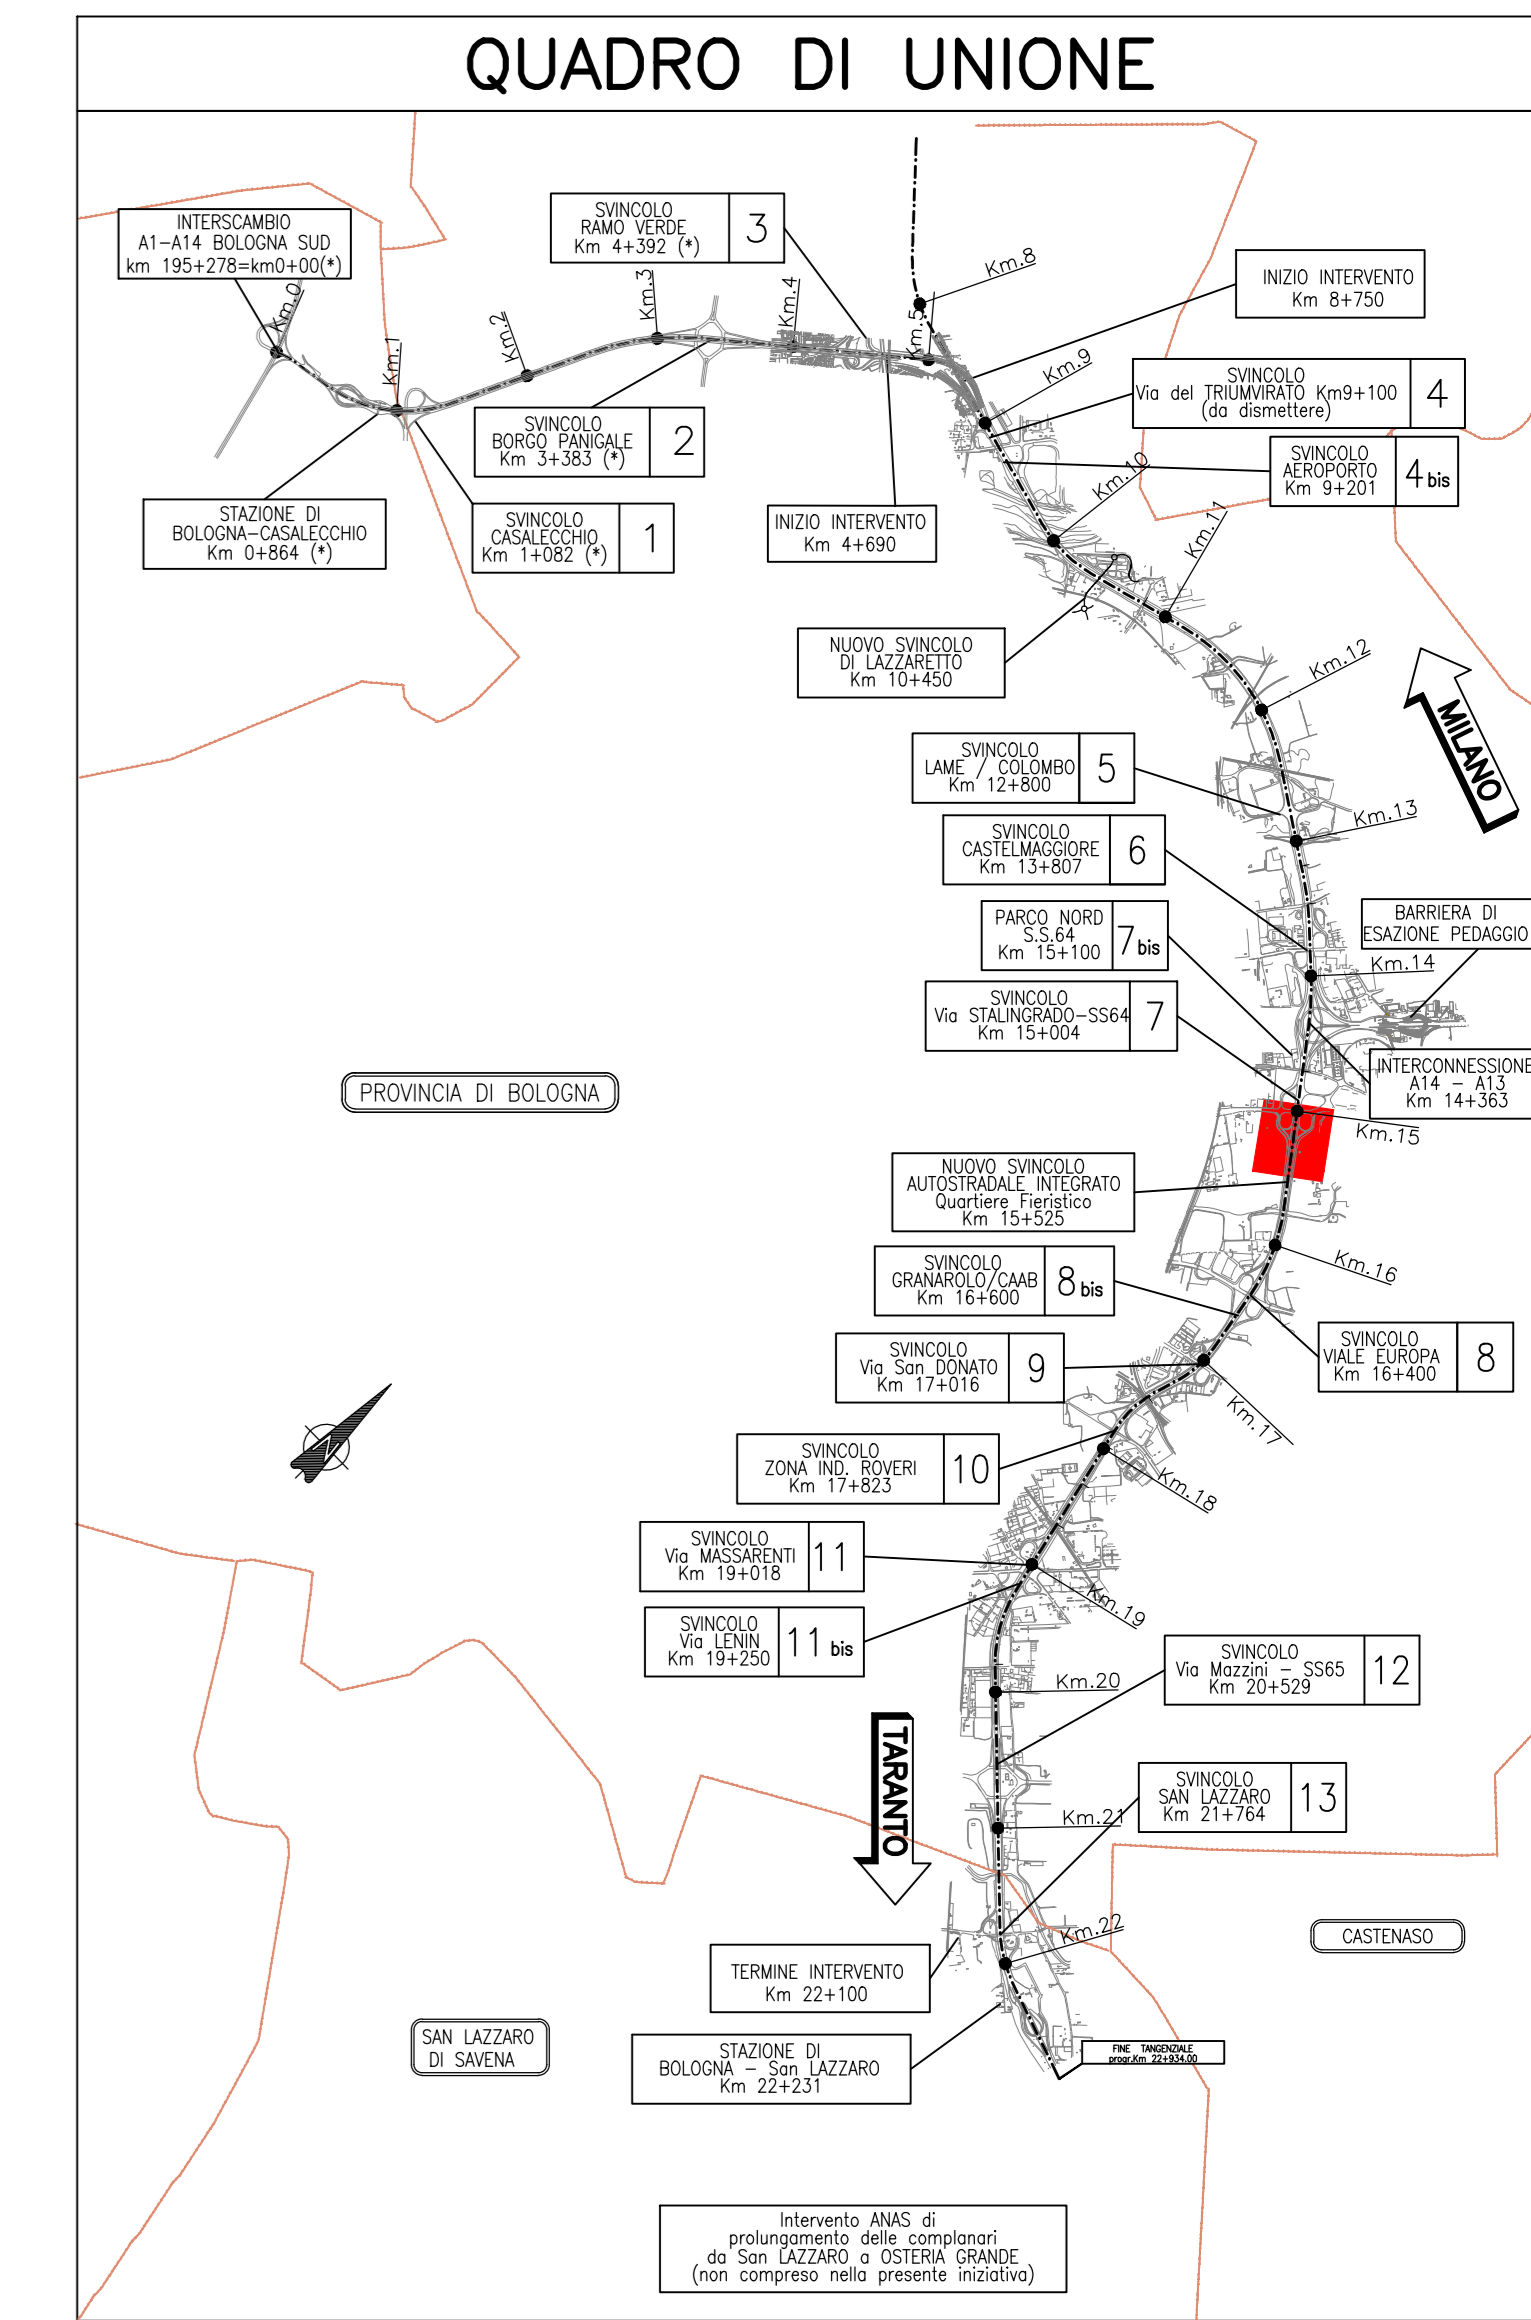 QUADRO DI UNIONE
INTERSCAMBIO
A1-A14 BOLOGNA SUD
km 195+278=km0+00(*)
SVINCOLO
RAMO VERDE
Km 4+392 (*)
3
Km.0
Km.1
Km.2
Km.3
Km.4
Km.5
Km.8
INIZIO INTERVENTO
Km 8+750
Km.9
SVINCOLO
Via del TRIUMVIRATO Km9+100
(da dismettere)
4
SVINCOLO
BORGO PANIGALE
Km 3+383 (*)
2
SVINCOLO
AEROPORTO
Km 9+201
4 bis
Km.10
STAZIONE DI
BOLOGNA-CASALECCHIO
Km 0+864 (*)
SVINCOLO
CASALECCHIO
Km 1+082 (*)
1
INIZIO INTERVENTO
Km 4+690
Km.11
NUOVO SVINCOLO
DI LAZZARETTO
Km 10+450
Km.12
MILANO
SVINCOLO
LAME / COLOMBO
Km 12+800
5
Km.13
SVINCOLO
CASTELMAGGIORE
Km 13+807
6
PARCO NORD
S.S.64
Km 15+100
7 bis
BARRIERA DI
ESAZIONE PEDAGGIO
Km.14
SVINCOLO
Via STALINGRADO-SS64
Km 15+004
7
INTERCONNESSIONE
A14 - A13
Km 14+363
PROVINCIA DI BOLOGNA
Km.15
NUOVO SVINCOLO
AUTOSTRADALE INTEGRATO
Quartiere Fieristico
Km 15+525
Km.16
SVINCOLO
GRANAROLO/CAAB
Km 16+600
8 bis
SVINCOLO
VIALE EUROPA
Km 16+400
8
SVINCOLO
Via San DONATO
Km 17+016
9
Km.17
SVINCOLO
ZONA IND. ROVERI
Km 17+823
10
Km.18
SVINCOLO
Via MASSARENTI
Km 19+018
11
Km.19
SVINCOLO
Via LENIN
Km 19+250
11 bis
SVINCOLO
Via Mazzini - SS65
Km 20+529
12
Km.20
TARANTO
SVINCOLO
SAN LAZZARO
Km 21+764
13
Km.21
Km.22
CASTENASO
TERMINE INTERVENTO
Km 22+100
SAN LAZZARO
DI SAVENA
STAZIONE DI
BOLOGNA - San LAZZARO
Km 22+231
FINE TANGENZIALE
progr.Km 22+934.00
Intervento ANAS di
prolungamento delle complanari
da San LAZZARO a OSTERIA GRANDE
(non compreso nella presente iniziativa)